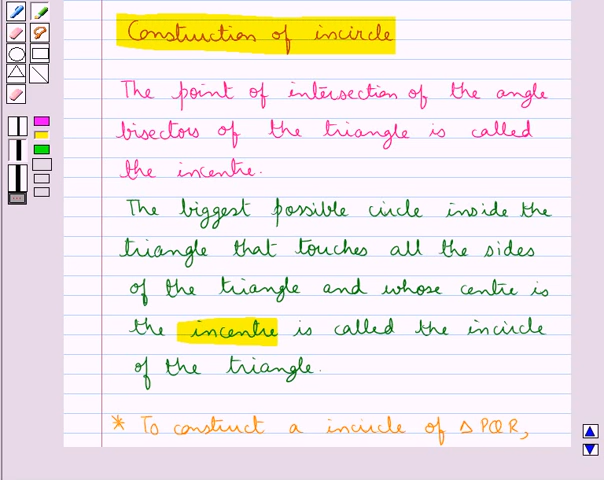 Construction of incircle
The point of intersection of the angle
bisectors of the triangle is called
the incentre.
The biggest possible circle inside the
triangle that touches all the sides
of the triangle and whose centre is
the incentre is called the incircle
of the triangle.
* To construct a incircle of Δ PQR,